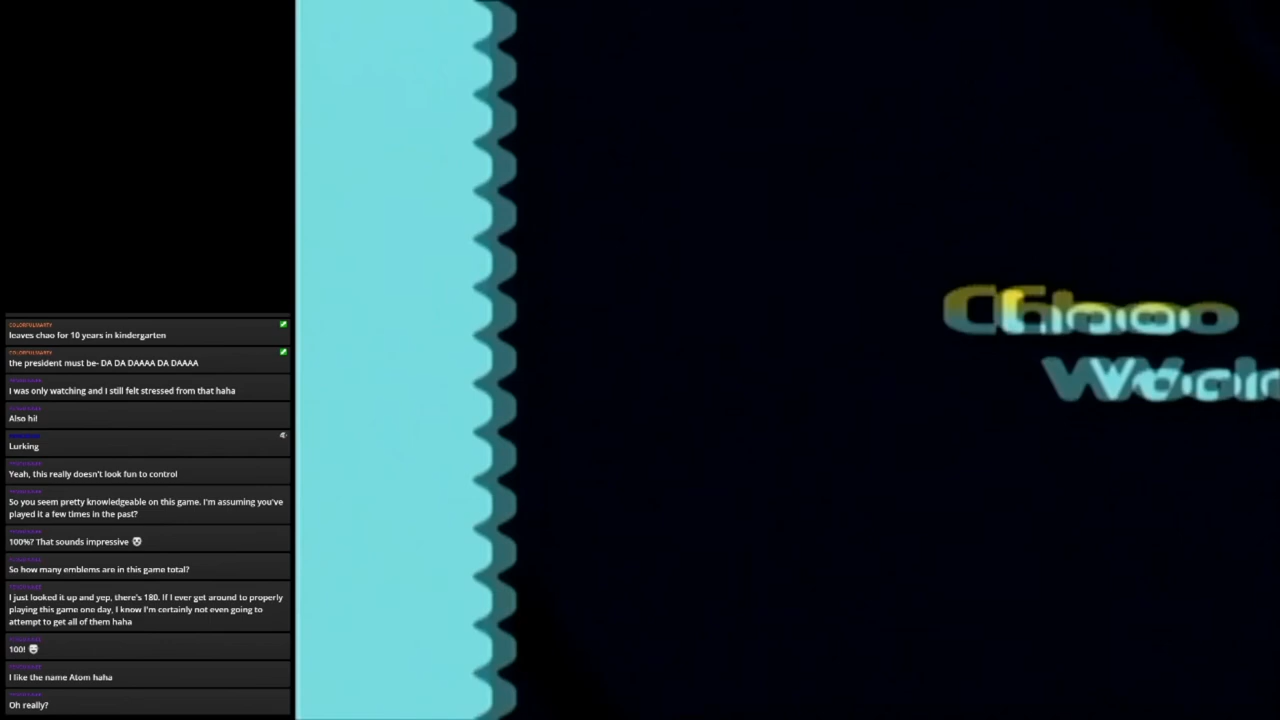 COLORFULMARTY
leaves chao for 10 years in kindergarten
COLORFULMARTY
the president must be- DA DA DAAAA DA DAAAA
I was only watching and I still felt stressed from that haha
Also hi!
Lurking
Yeah, this really doesn't look fun to control
So you seem pretty knowledgeable on this game. I'm assuming you've
played it a few times in the past?
100%? That sounds impressive
So how many emblems are in this game total?
I just looked it up and yep, there's 180. If I ever get around to properly
playing this game one day, I know I'm certainly not even going to
attempt to get all of them haha
100!
I like the name Atom haha
Oh really?
Chao